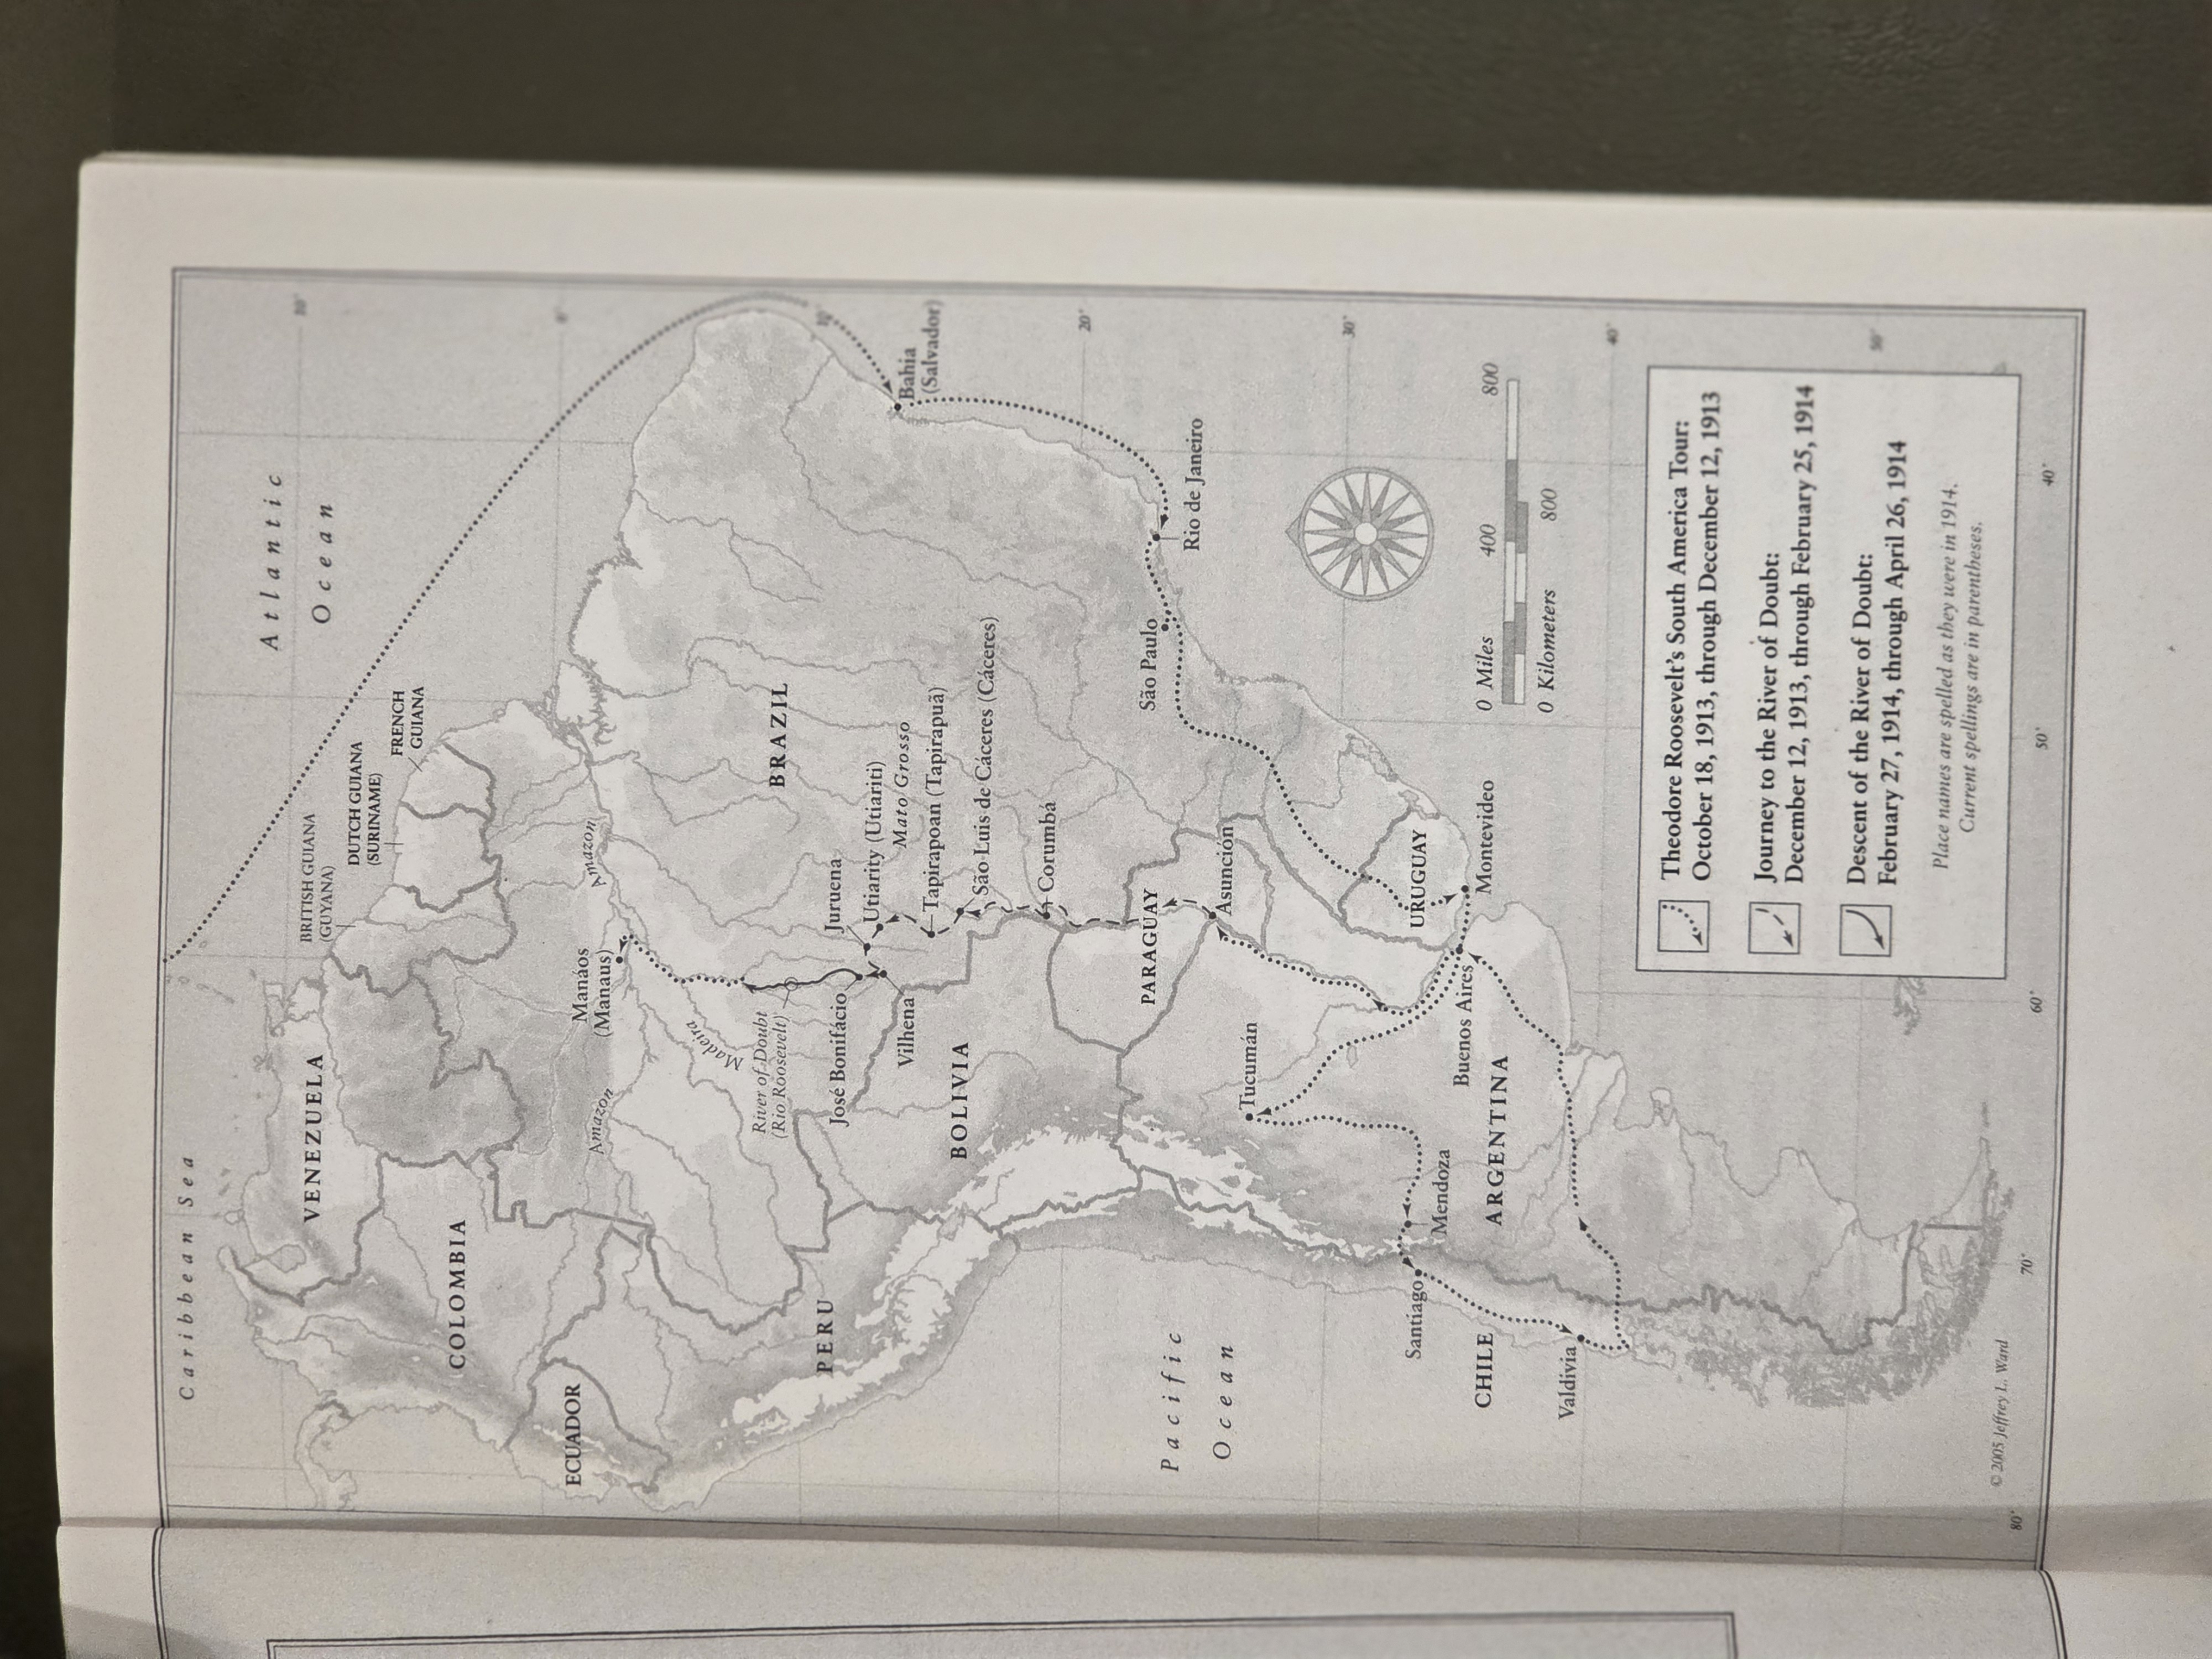 Caribbean Sea
Atlantic
Ocean
10°
VENEZUELA
BRITISH GUIANA
(GUYANA)
DUTCH GUIANA
(SURINAME)
FRENCH
GUIANA
COLOMBIA
0°
ECUADOR
Manáos
(Manaus)
Amazon
Amazon
Madeira
River of Doubt
(Rio Roosevelt)
BRAZIL
PERU
10°
José Bonifácio
Juruena
Utiarity (Utiariti)
Mato Grosso
Vilhena
Bahia
(Salvador)
Tapirapoan (Tapirapuã)
BOLIVIA
São Luis de Cáceres (Cáceres)
Corumbá
20°
PARAGUAY
São Paulo
Rio de Janeiro
Pacific
Ocean
Asunción
Tucumán
30°
Santiago
Mendoza
URUGUAY
Buenos Aires
Montevideo
CHILE
ARGENTINA
0 Miles 400 800
0 Kilometers 800
Valdivia
40°
Theodore Roosevelt's South America Tour:
October 18, 1913, through December 12, 1913
Journey to the River of Doubt:
December 12, 1913, through February 25, 1914
Descent of the River of Doubt:
February 27, 1914, through April 26, 1914
50°
Place names are spelled as they were in 1914.
Current spellings are in parentheses.
© 2005 Jeffrey L. Ward
80°
70°
60°
50°
40°